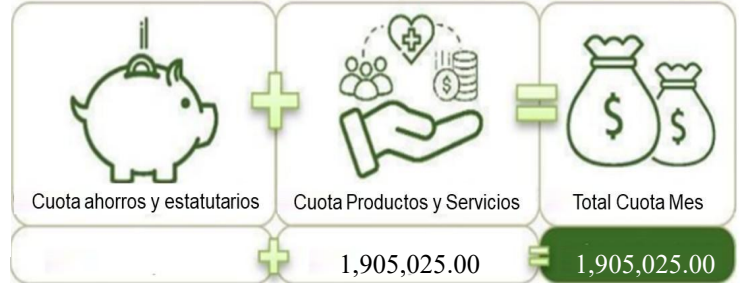 Cuota ahorros y estatutarios
Cuota Productos y Servicios
Total Cuota Mes
1,905,025.00
1,905,025.00